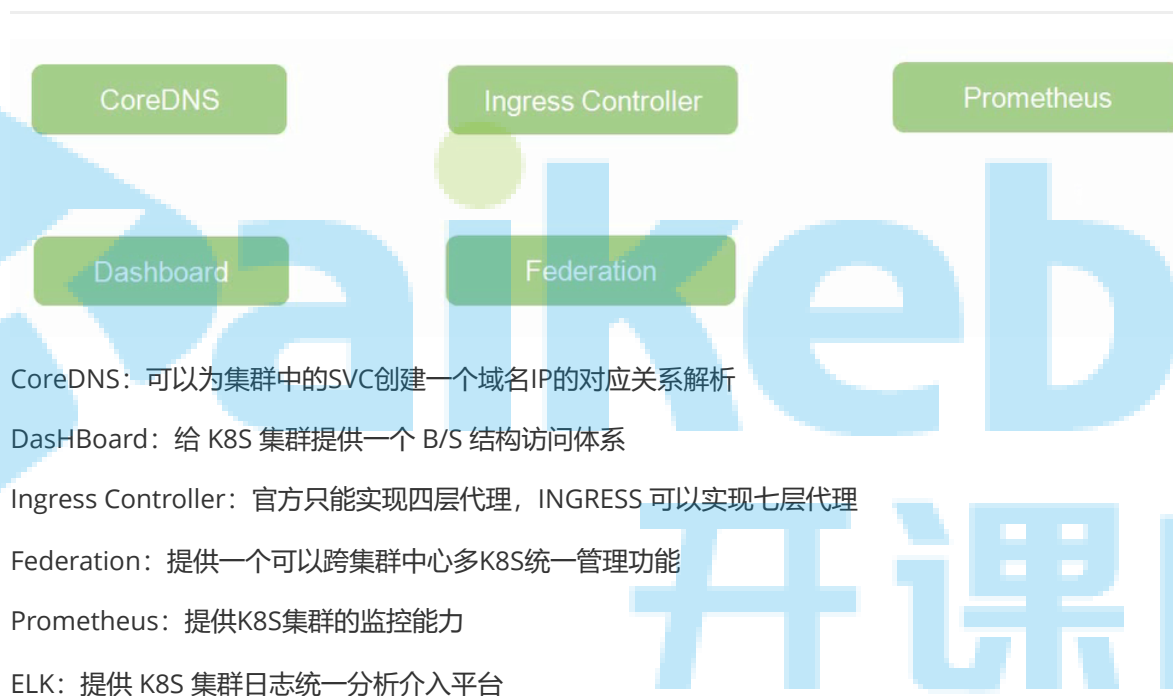 CoreDNS
Ingress Controller
Prometheus
Dashboard
Federation
aikeb
CoreDNS：可以为集群中的SVC创建一个域名IP的对应关系解析
DasHBoard：给 K8S 集群提供一个 B/S 结构访问体系
Ingress Controller：官方只能实现四层代理，INGRESS 可以实现七层代理
Federation：提供一个可以跨集群中心多K8S统一管理功能
Prometheus：提供K8S集群的监控能力
ELK：提供 K8S 集群日志统一分析介入平台
开课